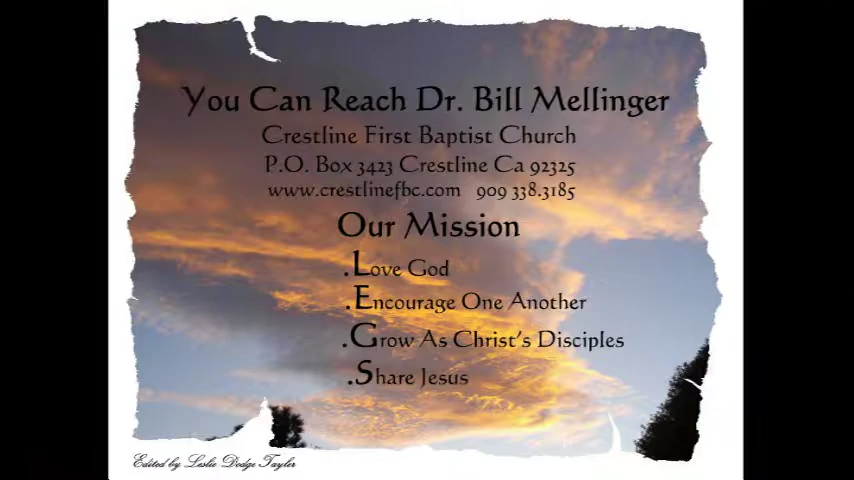 You Can Reach Dr. Bill Mellinger
Crestline First Baptist Church
P.O. Box 3423 Crestline Ca 92325
www.crestlinefbc.com 909 338.3185
Our Mission
.Love God
.Encourage One Another
.Grow As Christ's Disciples
.Share Jesus
Edited by Leslie Dodge Tayler